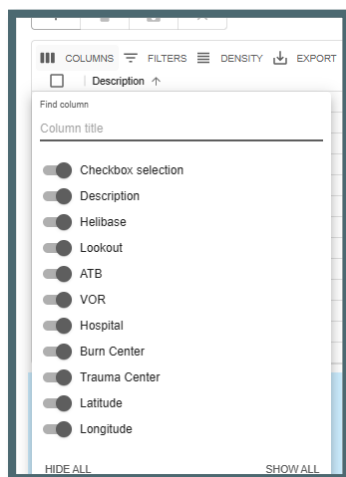 COLUMNS FILTERS DENSITY EXPORT
Description
Find column
Column title
Checkbox selection
Description
Helibase
Lookout
ATB
VOR
Hospital
Burn Center
Trauma Center
Latitude
Longitude
HIDE ALL SHOW ALL